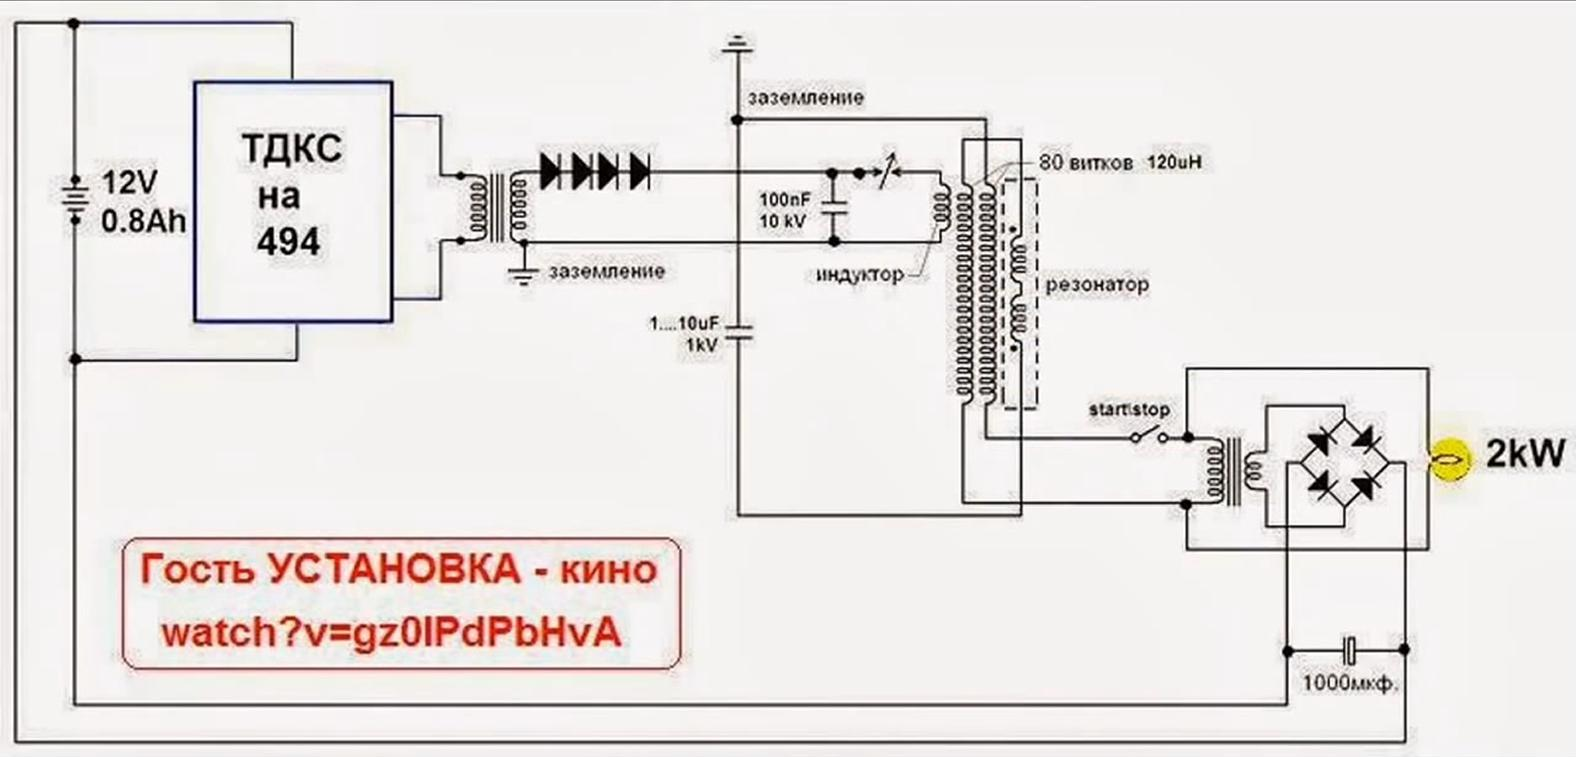 ТДКС
на
494
12V
0.8Ah
заземление
80 витков 120uH
100nF
10 kV
заземление
индуктор
резонатор
1....10uF
1kV
start\stop
2kW
Гость УСТАНОВКА - кино
watch?v=gz0lPdPbHvA
1000мкф.